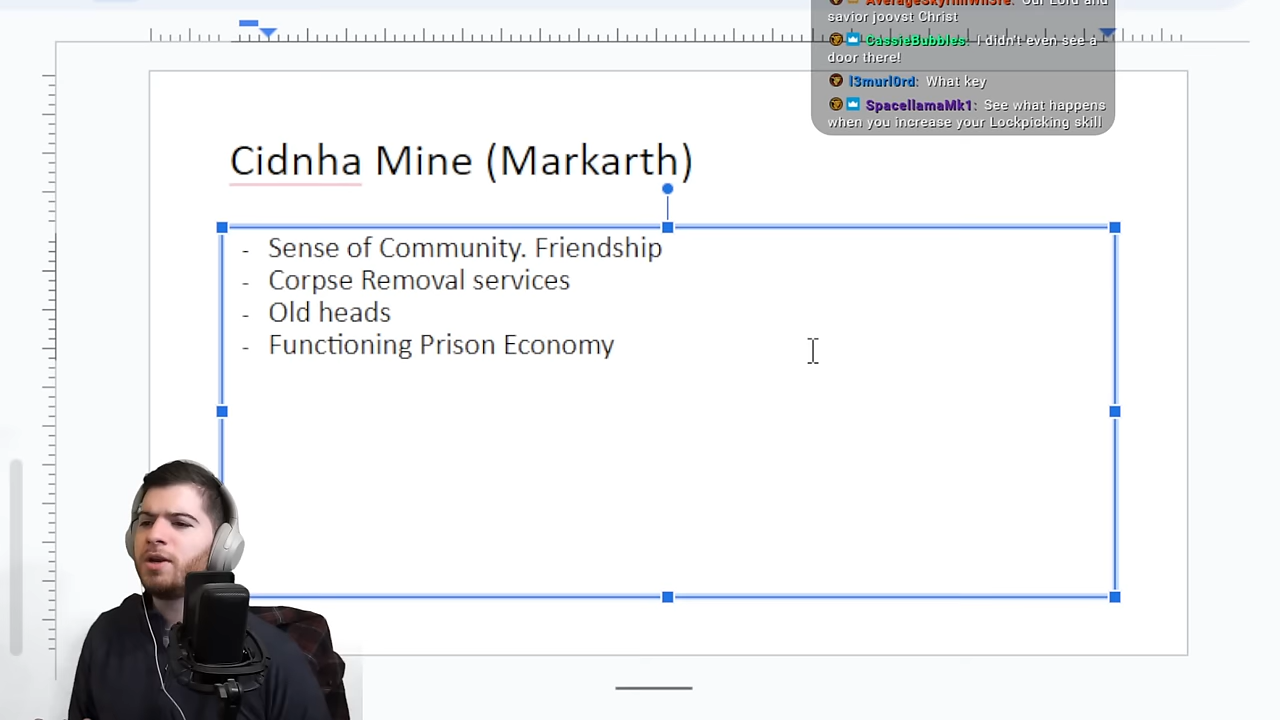 savior joovst Christ
CassieBubbles: I didn't even see a
door there!
l3murl0rd: What key
SpacellamaMk1: See what happens
when you increase your Lockpicking skill
Cidnha Mine (Markarth)
- Sense of Community. Friendship
- Corpse Removal services
- Old heads
- Functioning Prison Economy